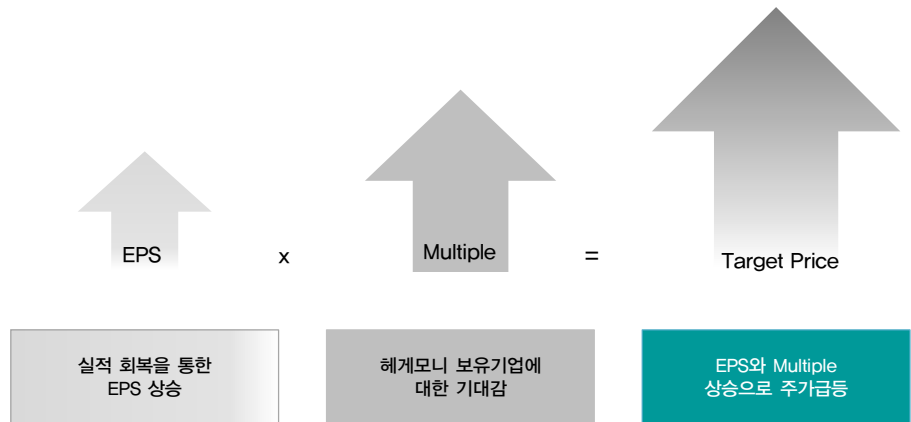 EPS x Multiple = Target Price
실적 회복을 통한
EPS 상승
헤게모니 보유기업에
대한 기대감
EPS와 Multiple
상승으로 주가급등